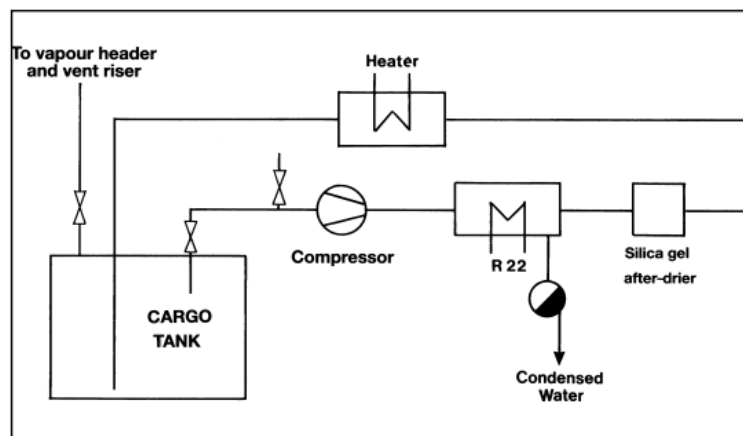 To vapour header
and vent riser
Heater
Compressor
R 22
Silica gel
after-drier
CARGO
TANK
Condensed
Water